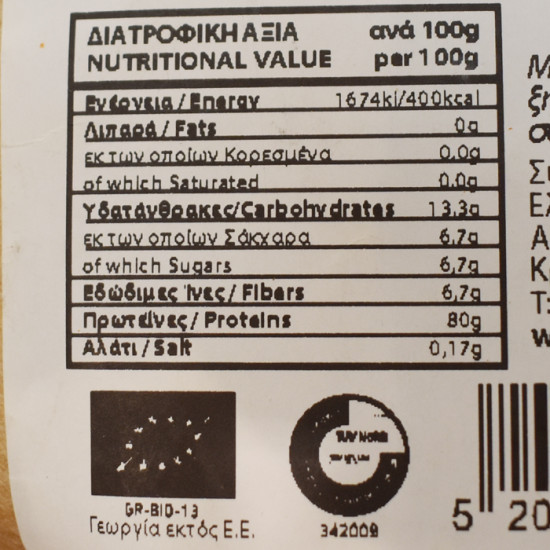 ΔΙΑΤΡΟΦΙΚΗ ΑΞΙΑ ανά 100g
NUTRITIONAL VALUE per 100g
Ενέργεια / Energy 1674kj/400kcal
Λιπαρά / Fats 0g
εκ των οποίων Κορεσμένα 0,0g
of which Saturated 0,0g
Υδατάνθρακες/Carbohydrates 13,3g
εκ των οποίων Σάκχαρα 6,7g
of which Sugars 6,7g
Εδώδιμες Ίνες / Fibers 6,7g
Πρωτεΐνες / Proteins 80g
Αλάτι / Salt 0,17g
TÜV NORD
GR-BIO-13
Γεωργία εκτός Ε.Ε.
342009
5 20